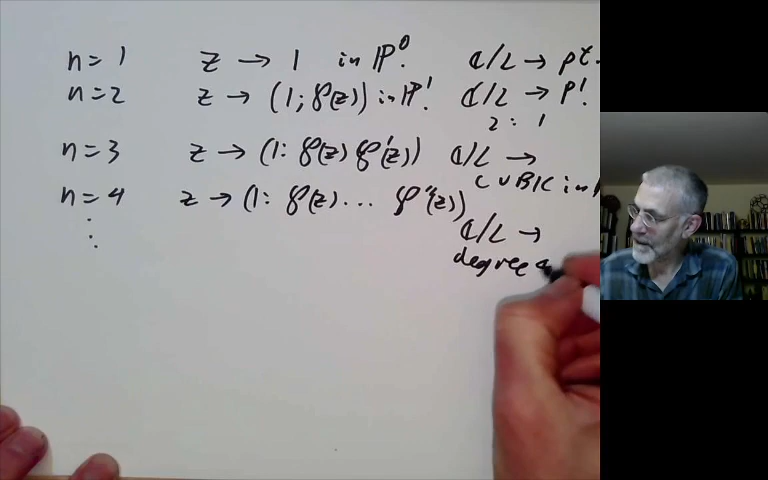 n = 1 z → 1 in ℙ⁰. ℂ/L → pt.
n = 2 z → (1; ℘(z)) in ℙ¹. ℂ/L → P¹.
2 : 1
n = 3 z → (1: ℘(z) ℘'(z)) ℂ/L →
CUBIC in
n = 4 z → (1: ℘(z) ... ℘''(z))
ℂ/L →
degree
⋮